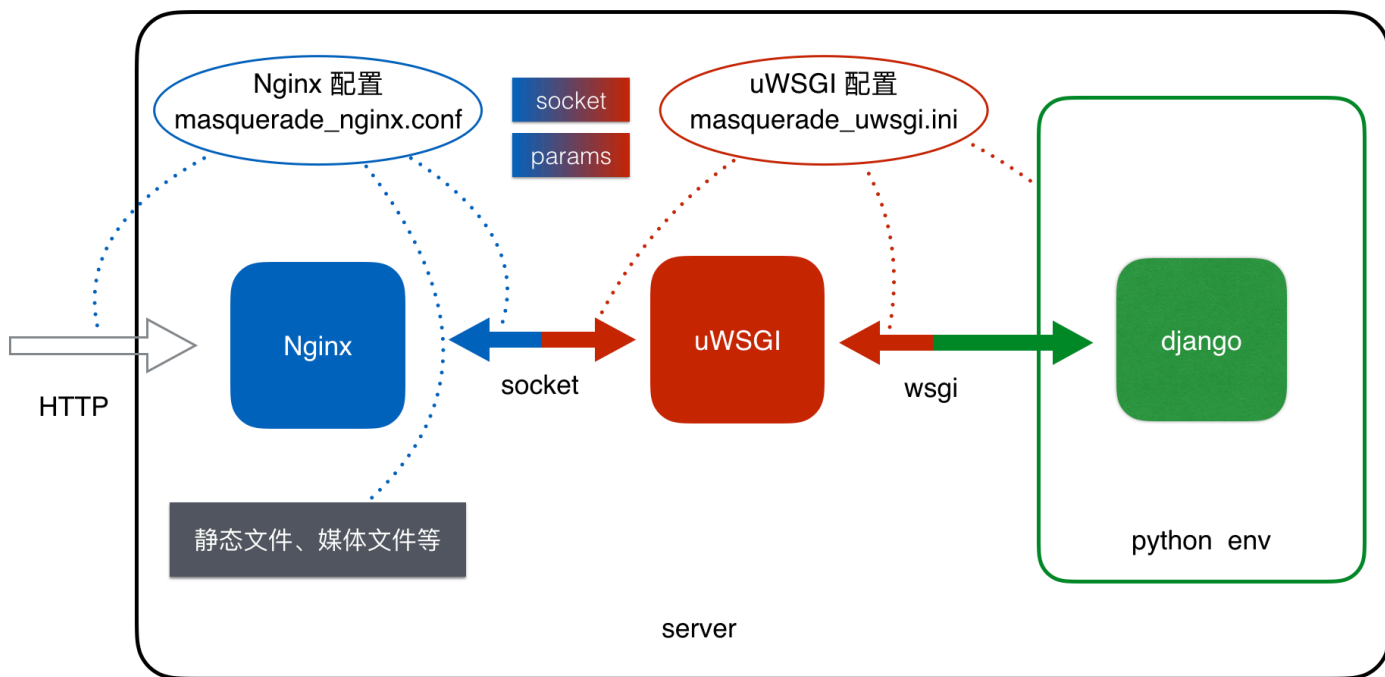 Nginx 配置
masquerade_nginx.conf
socket
params
uWSGI 配置
masquerade_uwsgi.ini
HTTP
Nginx
socket
uWSGI
wsgi
django
静态文件、媒体文件等
python env
server